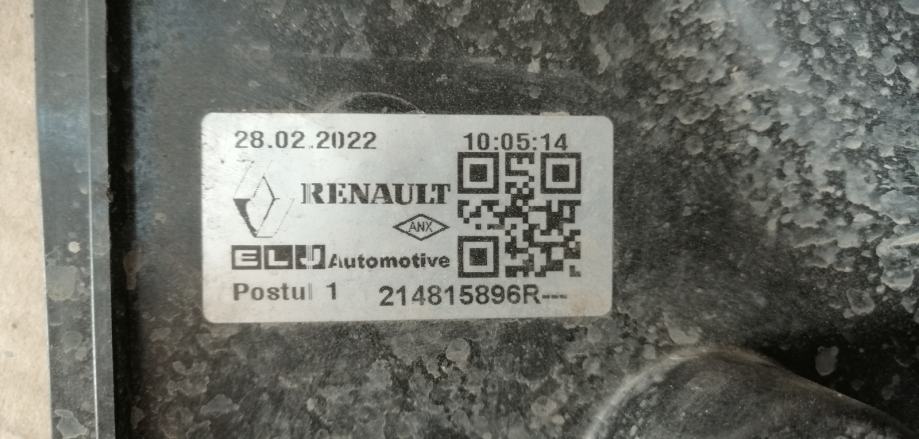 28.02.2022 10:05:14
RENAULT
ANX
ELJ Automotive
Postul 1 214815896R---